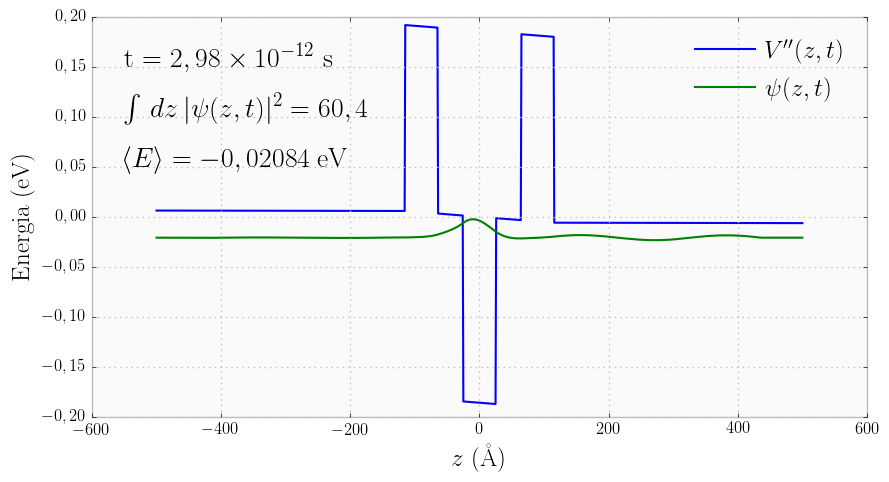 0,20
0,15
0,10
0,05
0,00
−0,05
−0,10
−0,15
−0,20
Energia (eV)
t = 2,98 × 10⁻¹² s
∫ dz |ψ(z, t)|² = 60,4
⟨E⟩ = −0,02084 eV
V′′(z, t)
ψ(z, t)
−600 −400 −200 0 200 400 600
z (Å)